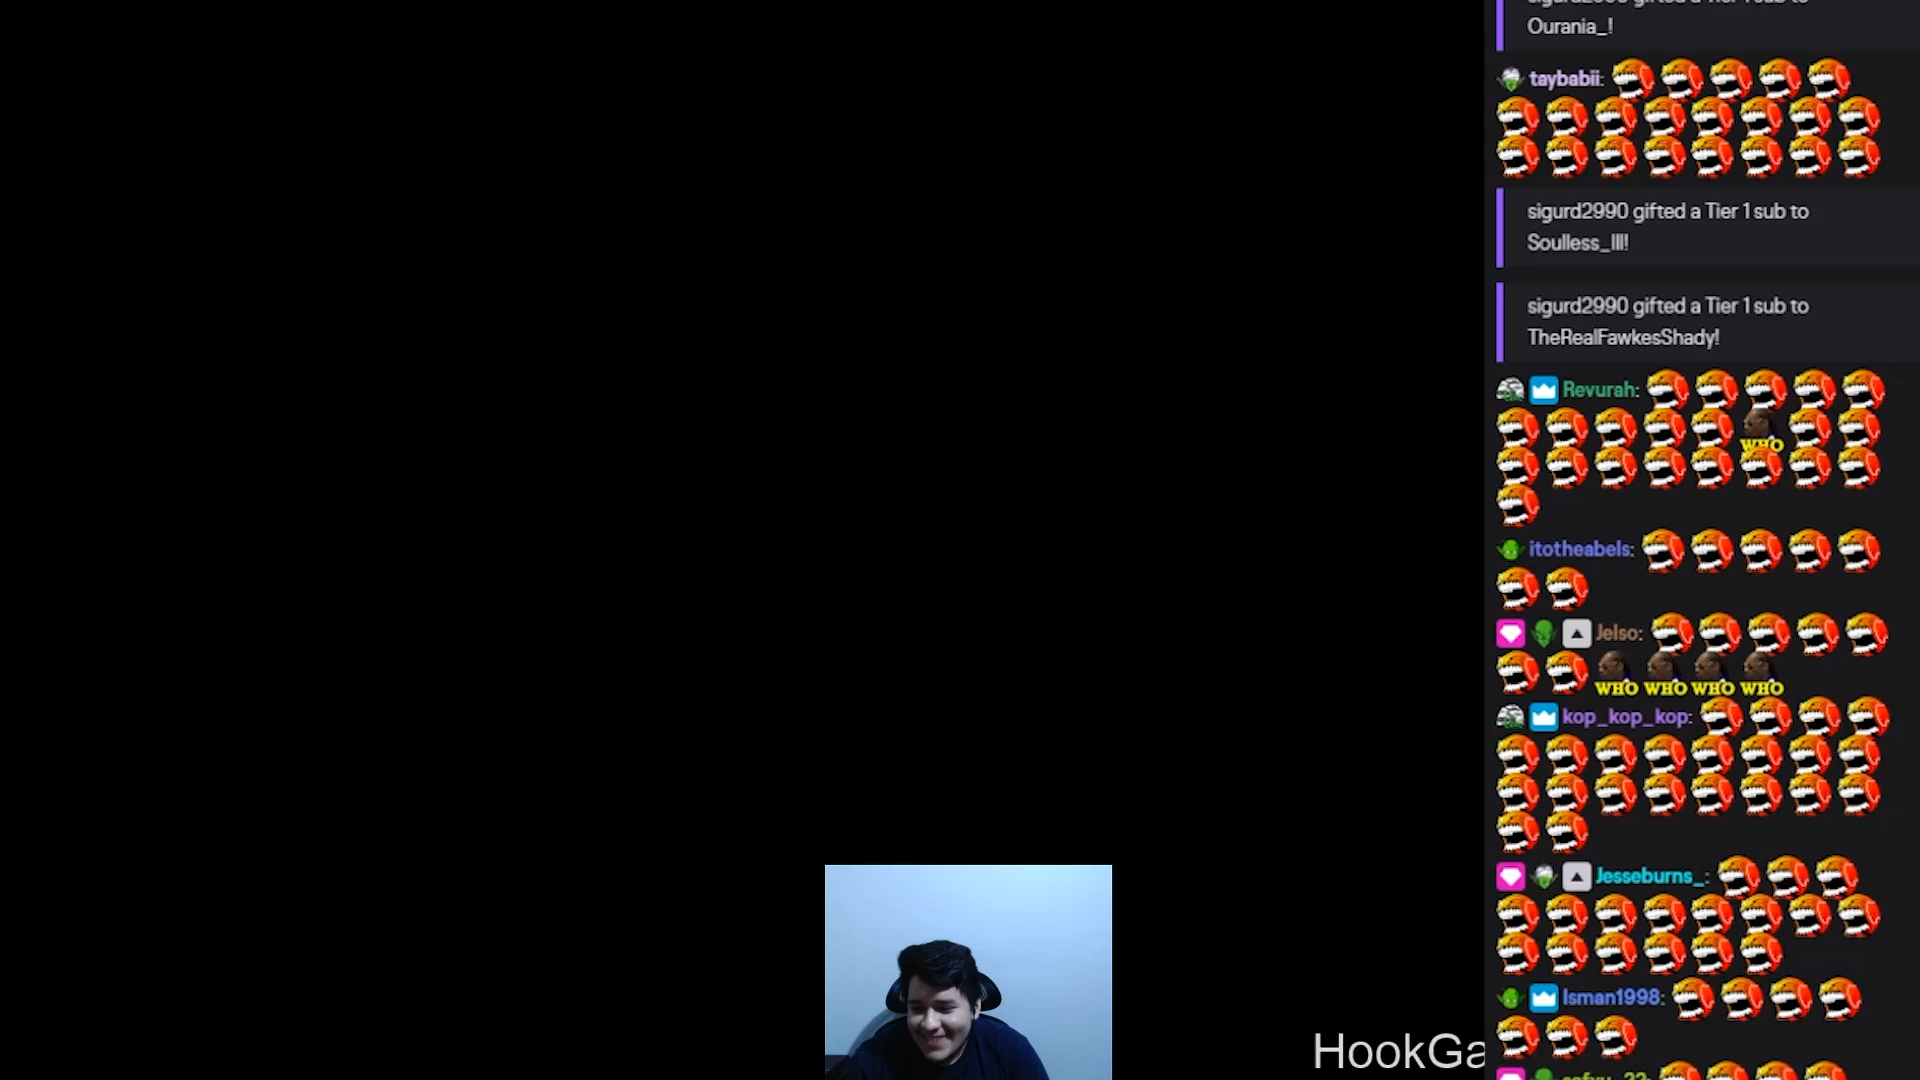 Ourania_!
taybabii:
sigurd2990 gifted a Tier 1 sub to
Soulless_lll!
sigurd2990 gifted a Tier 1 sub to
TheRealFawkesShady!
Revurah:
WHO
itotheabels:
Jelso:
WHO WHO WHO WHO
kop_kop_kop:
Jesseburns_:
lsman1998:
HookGa